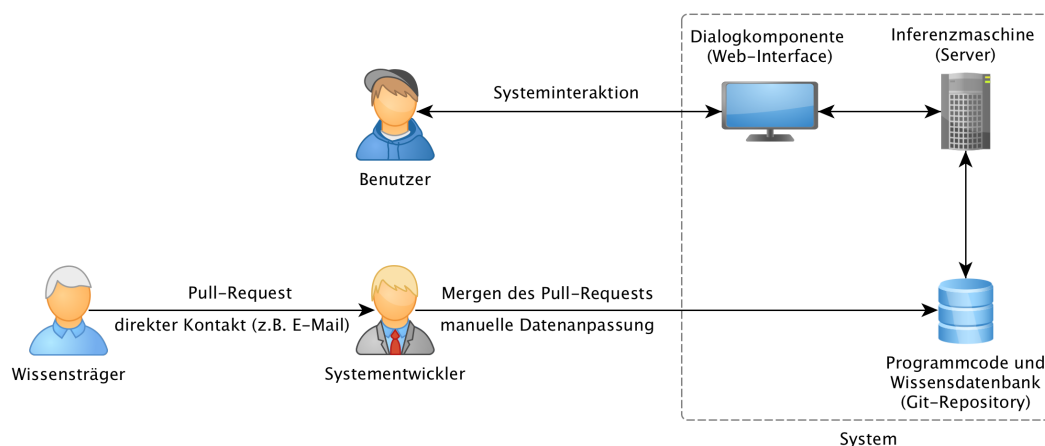 Dialogkomponente
(Web-Interface)
Inferenzmaschine
(Server)
Systeminteraktion
Benutzer
Pull-Request
direkter Kontakt (z.B. E-Mail)
Mergen des Pull-Requests
manuelle Datenanpassung
Wissensträger
Systementwickler
Programmcode und
Wissensdatenbank
(Git-Repository)
System